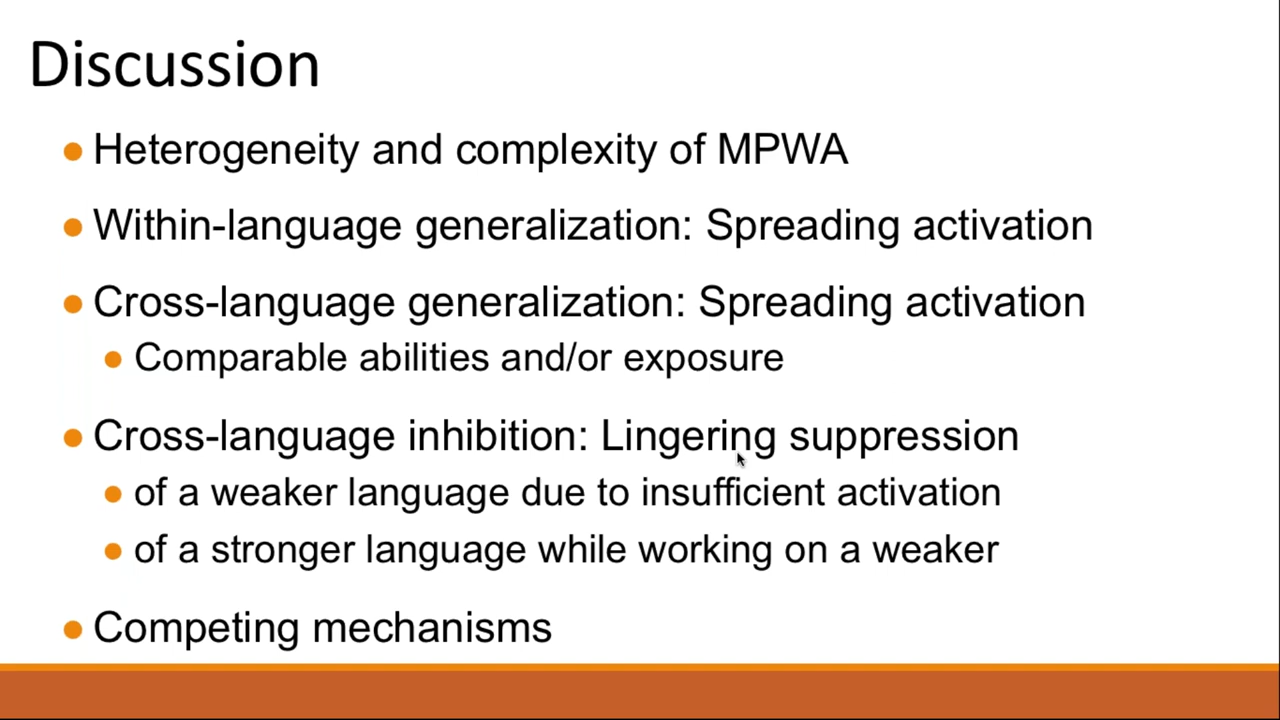 Discussion
Heterogeneity and complexity of MPWA
Within-language generalization: Spreading activation
Cross-language generalization: Spreading activation
Comparable abilities and/or exposure
Cross-language inhibition: Lingering suppression
of a weaker language due to insufficient activation
of a stronger language while working on a weaker
Competing mechanisms